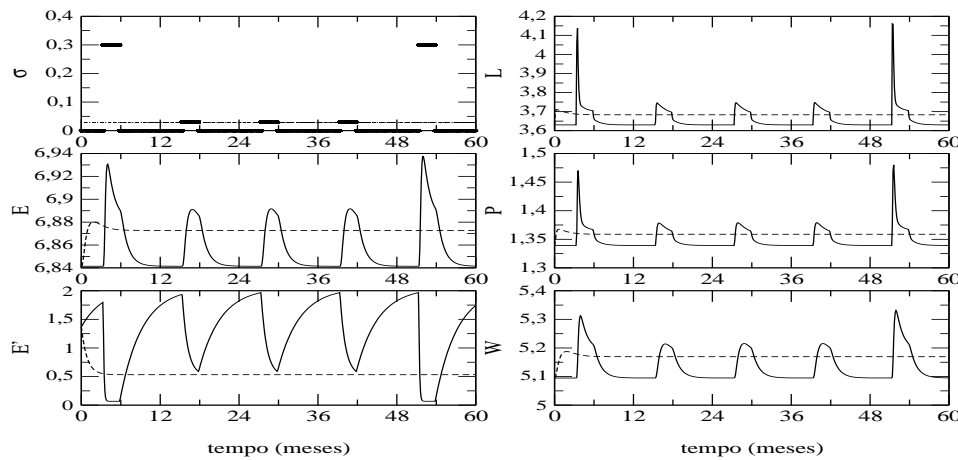 0,4
0,3
0,2
0,1
0
σ
0 12 24 36 48 60
4,2
4,1
4
3,9
3,8
3,7
3,6
L
0 12 24 36 48 60
6,94
6,92
6,9
6,88
6,86
6,84
E
0 12 24 36 48 60
1,5
1,45
1,4
1,35
1,3
P
0 12 24 36 48 60
2
1,5
1
0,5
0
E'
0 12 24 36 48 60
tempo (meses)
5,4
5,3
5,2
5,1
5
W
0 12 24 36 48 60
tempo (meses)